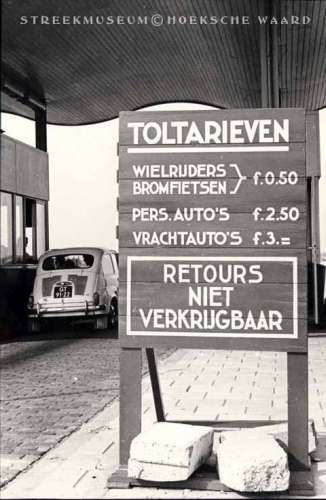 STREEKMUSEUM©HOEKSCHE WAARD
TOLTARIEVEN
WIELRIJDERS
BROMFIETSEN } f.0.50
PERS. AUTO'S f.2.50
VRACHTAUTO'S f.3.=
RETOURS
NIET
VERKRIJGBAAR